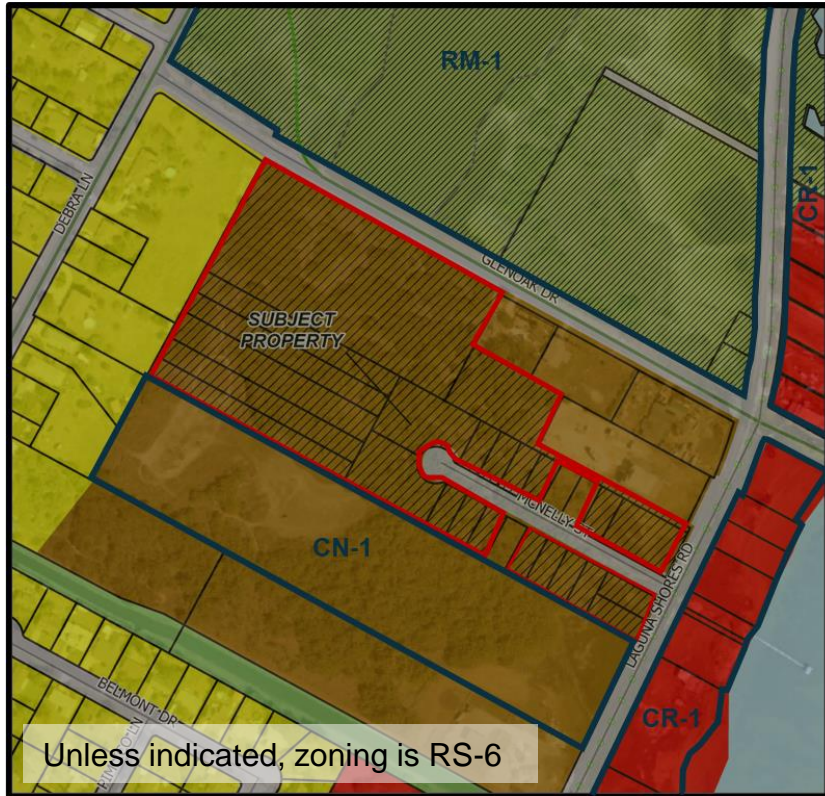 RM-1
CR-1
DEBRA LN
GLENOAK DR
SUBJECT
PROPERTY
MCNELLY ST
CN-1
LAGUNA SHORES RD
BELMONT DR
CR-1
Unless indicated, zoning is RS-6